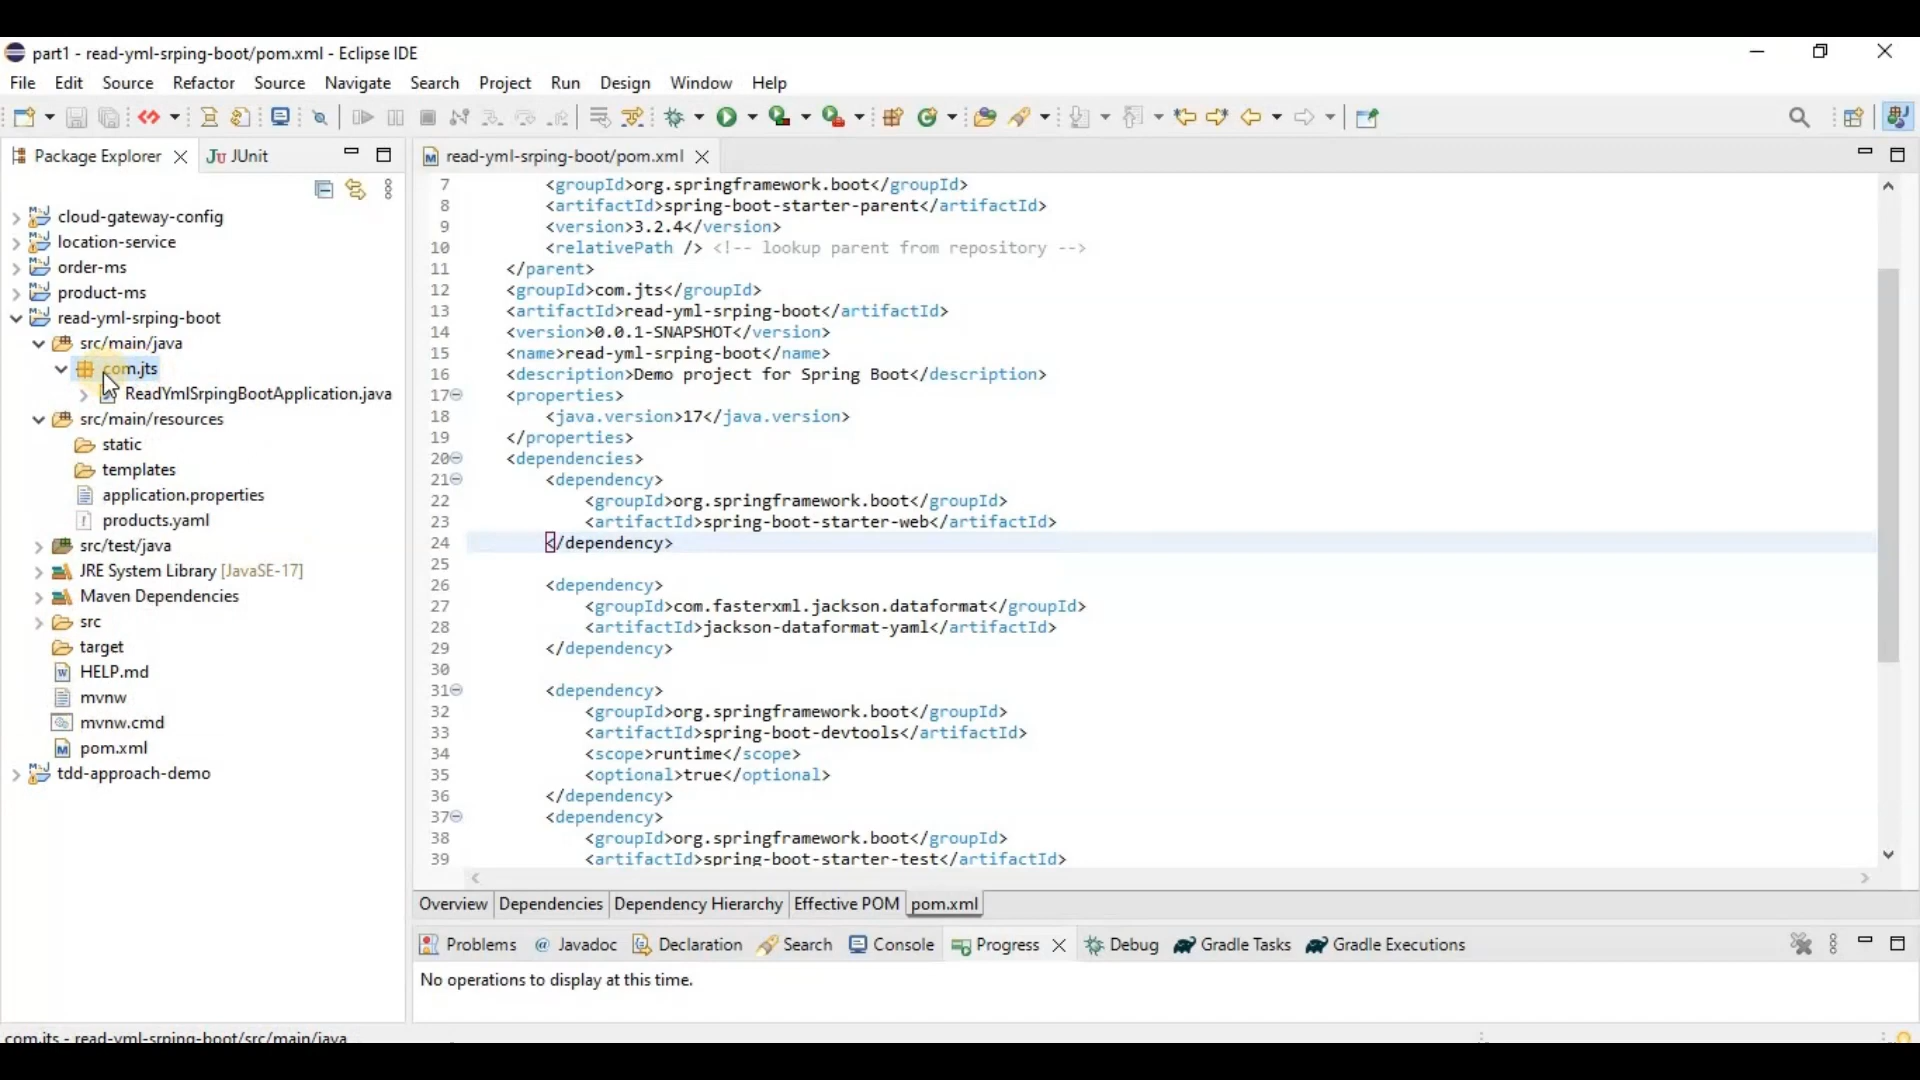 part1 - read-yml-srping-boot/pom.xml - Eclipse IDE
File Edit Source Refactor Source Navigate Search Project Run Design Window Help
Package Explorer JUnit
read-yml-srping-boot/pom.xml
cloud-gateway-config
location-service
order-ms
product-ms
read-yml-srping-boot
src/main/java
com.jts
ReadYmlSrpingBootApplication.java
src/main/resources
static
templates
application.properties
products.yaml
src/test/java
JRE System Library [JavaSE-17]
Maven Dependencies
src
target
HELP.md
mvnw
mvnw.cmd
pom.xml
tdd-approach-demo
7 <groupId>org.springframework.boot</groupId>
8 <artifactId>spring-boot-starter-parent</artifactId>
9 <version>3.2.4</version>
10 <relativePath /> <!-- lookup parent from repository -->
11 </parent>
12 <groupId>com.jts</groupId>
13 <artifactId>read-yml-srping-boot</artifactId>
14 <version>0.0.1-SNAPSHOT</version>
15 <name>read-yml-srping-boot</name>
16 <description>Demo project for Spring Boot</description>
17 <properties>
18 <java.version>17</java.version>
19 </properties>
20 <dependencies>
21 <dependency>
22 <groupId>org.springframework.boot</groupId>
23 <artifactId>spring-boot-starter-web</artifactId>
24 </dependency>
25
26 <dependency>
27 <groupId>com.fasterxml.jackson.dataformat</groupId>
28 <artifactId>jackson-dataformat-yaml</artifactId>
29 </dependency>
30
31 <dependency>
32 <groupId>org.springframework.boot</groupId>
33 <artifactId>spring-boot-devtools</artifactId>
34 <scope>runtime</scope>
35 <optional>true</optional>
36 </dependency>
37 <dependency>
38 <groupId>org.springframework.boot</groupId>
39 <artifactId>spring-boot-starter-test</artifactId>
Overview Dependencies Dependency Hierarchy Effective POM pom.xml
Problems Javadoc Declaration Search Console Progress Debug Gradle Tasks Gradle Executions
No operations to display at this time.
com.jts - read-yml-srping-boot/src/main/java